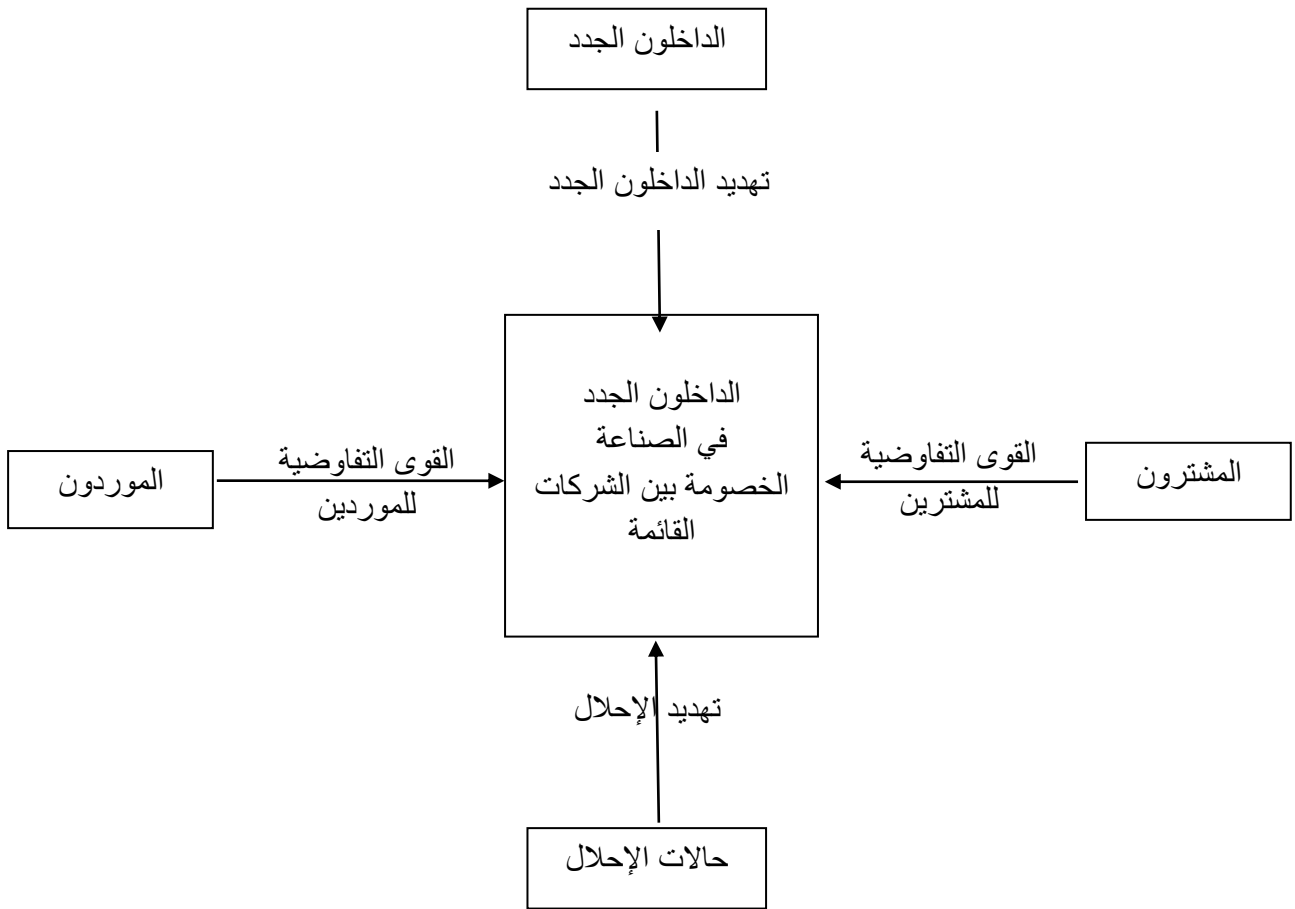 الداخلون الجدد
تهديد الداخلون الجدد
الداخلون الجدد
في الصناعة
الخصومة بين الشركات
القائمة
المشترون
القوى التفاوضية
للمشترين
القوى التفاوضية
للموردين
الموردون
تهديد الإحلال
حالات الإحلال